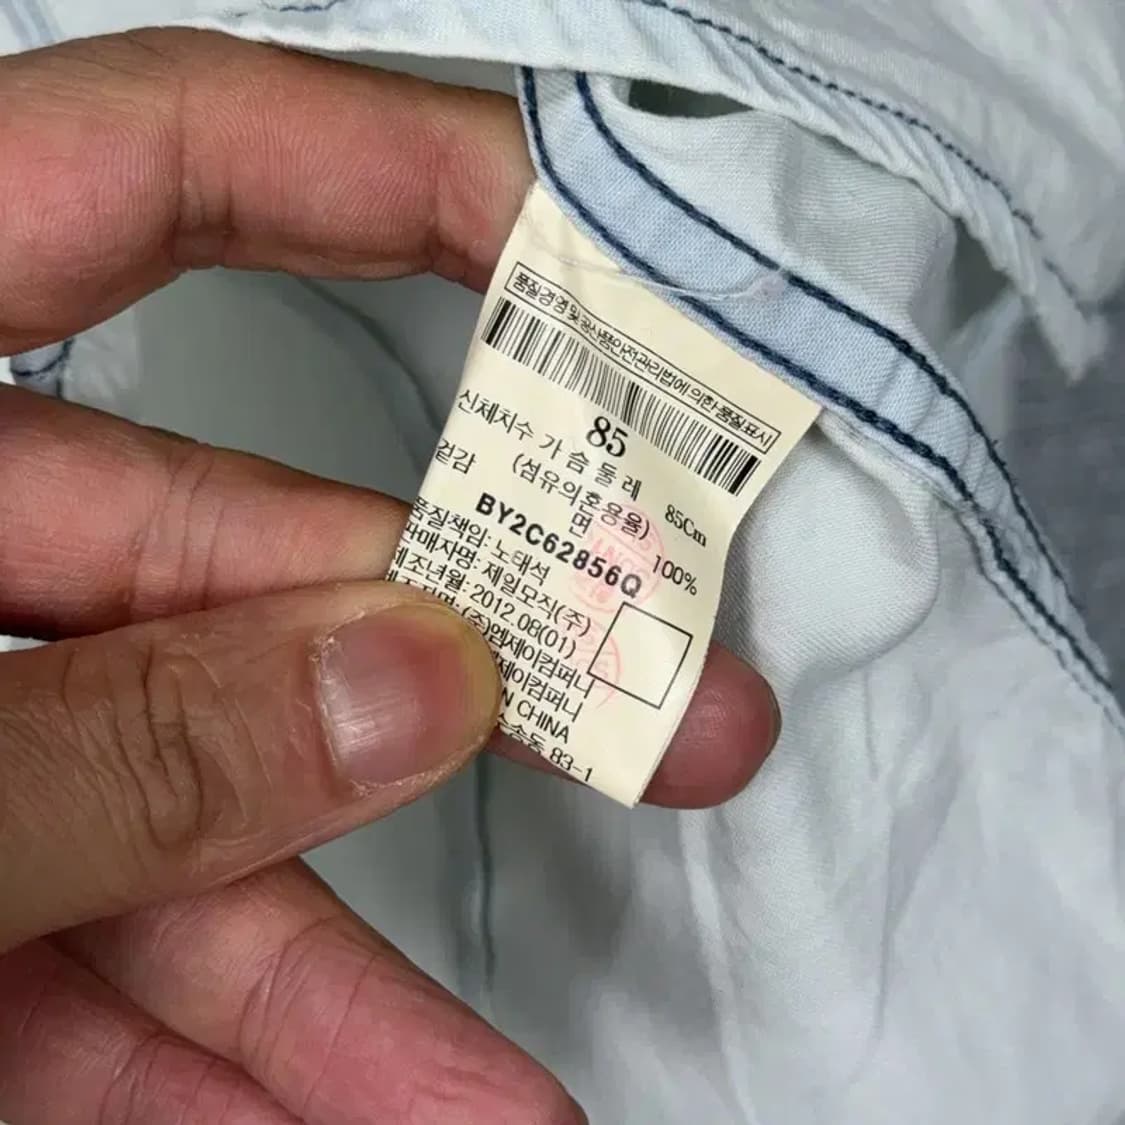 품질경영 및 공산품안전관리법에 의한 품질표시
85
신체치수 가슴둘레 85Cm
겉감 (섬유의혼용율)
면 100%
BY2C62856Q
품질책임: 노태석
판매자명: 제일모직(주)
제조년월: 2012.08(01)
(주)엠제이컴퍼니
제이컴퍼니
CHINA
83-1